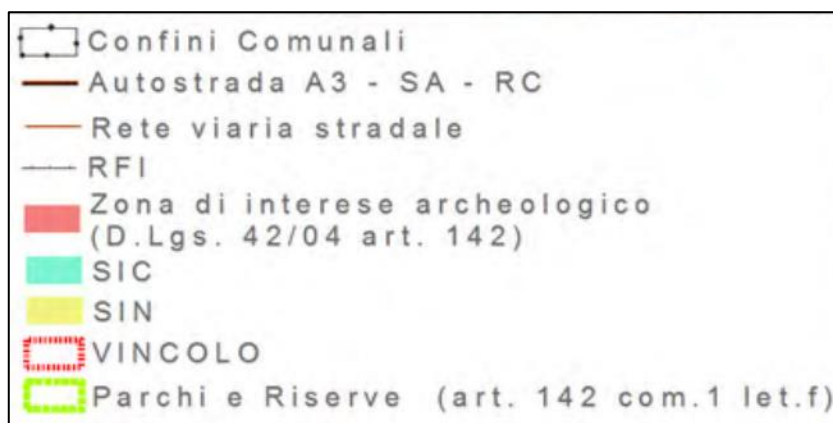 Confini Comunali
Autostrada A3 - SA - RC
Rete viaria stradale
RFI
Zona di interese archeologico
(D.Lgs. 42/04 art. 142)
SIC
SIN
VINCOLO
Parchi e Riserve (art. 142 com.1 let.f)